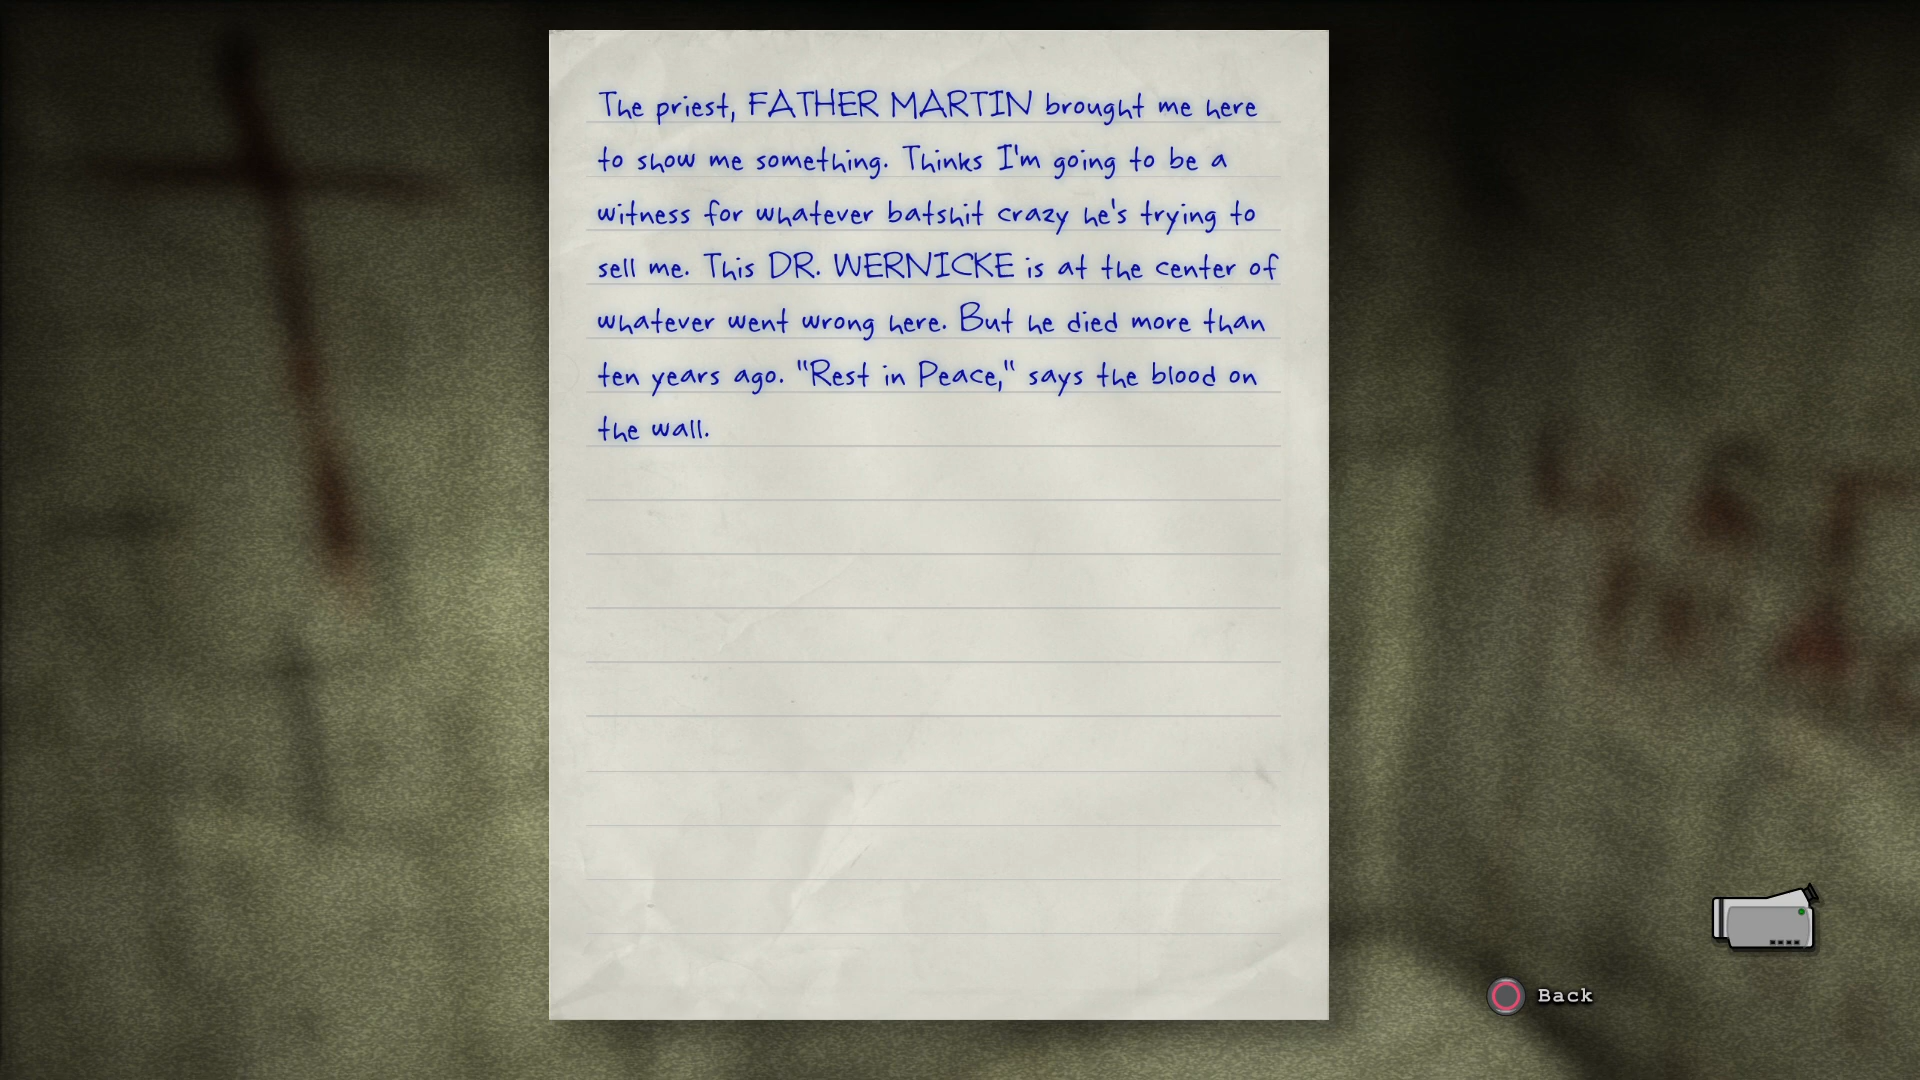 The priest, FATHER MARTIN brought me here
to show me something. Thinks I'm going to be a
witness for whatever batshit crazy he's trying to
sell me. This DR. WERNICKE is at the center of
whatever went wrong here. But he died more than
ten years ago. "Rest in Peace," says the blood on
the wall.
Back